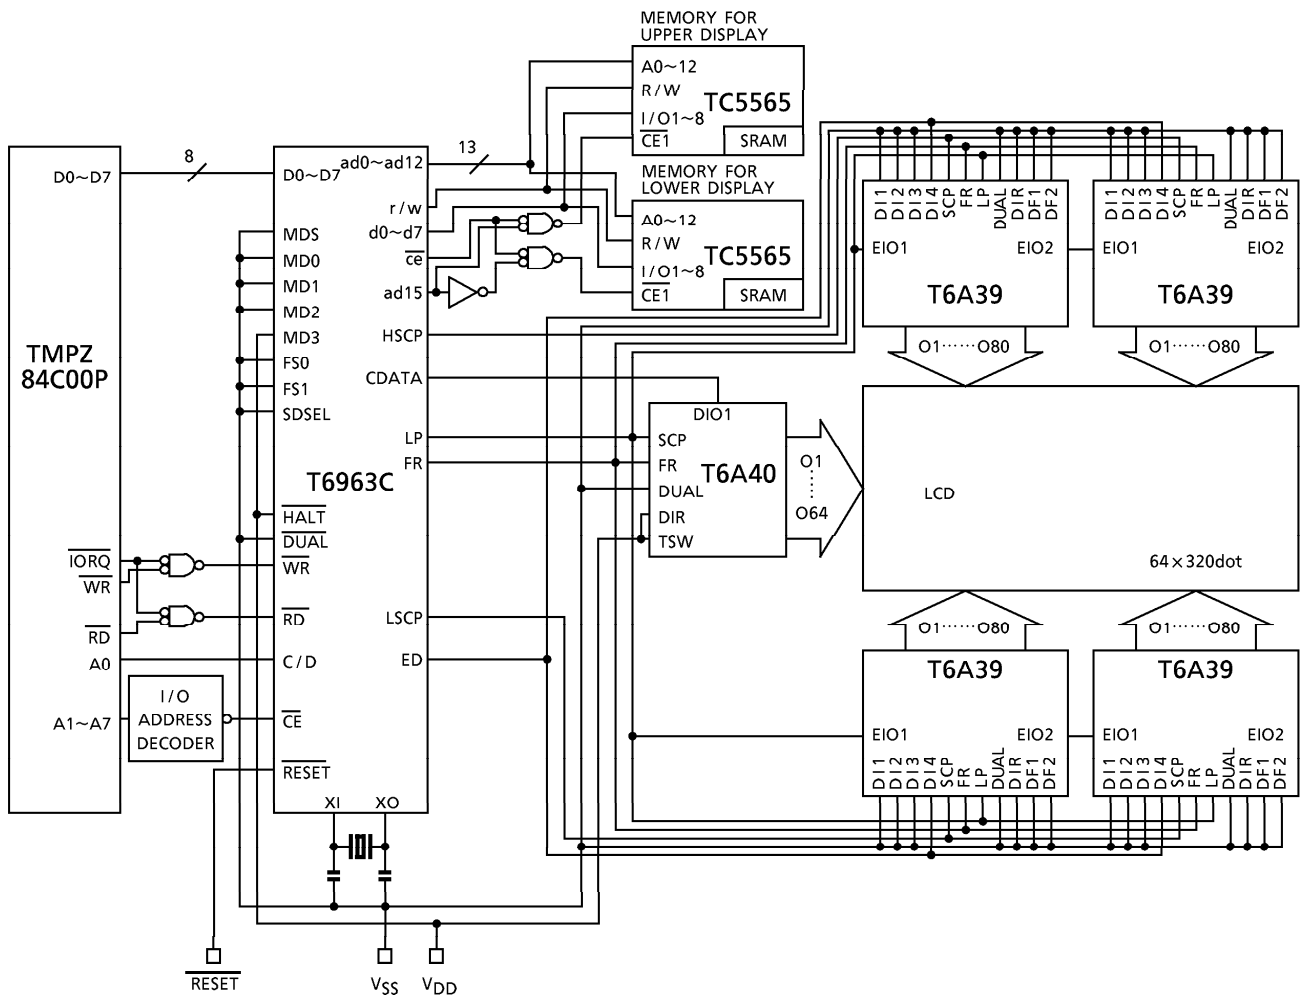 MEMORY FOR
UPPER DISPLAY
A0~12
R/W
I/O1~8
CE1
TC5565
SRAM
MEMORY FOR
LOWER DISPLAY
A0~12
R/W
I/O1~8
CE1
TC5565
SRAM
TMPZ
84C00P
D0~D7
IORQ
WR
RD
A0
A1~A7
8
I/O
ADDRESS
DECODER
RESET
T6963C
D0~D7
MDS
MD0
MD1
MD2
MD3
FS0
FS1
SDSEL
HALT
DUAL
WR
RD
C/D
CE
RESET
XI
XO
ad0~ad12
r/w
d0~d7
ce
ad15
HSCP
CDATA
LP
FR
LSCP
ED
13
VSS
VDD
DIO1
SCP
FR
DUAL
DIR
TSW
T6A40
O1
O64
DI1
DI2
DI3
DI4
SCP
FR
LP
DUAL
DIR
DF1
DF2
EIO1
EIO2
T6A39
O1······O80
DI1
DI2
DI3
DI4
SCP
FR
LP
DUAL
DIR
DF1
DF2
EIO1
EIO2
T6A39
O1······O80
LCD
64×320dot
O1······O80
T6A39
EIO1
EIO2
DI1
DI2
DI3
DI4
SCP
FR
LP
DUAL
DIR
DF1
DF2
O1······O80
T6A39
EIO1
EIO2
DI1
DI2
DI3
DI4
SCP
FR
LP
DUAL
DIR
DF1
DF2